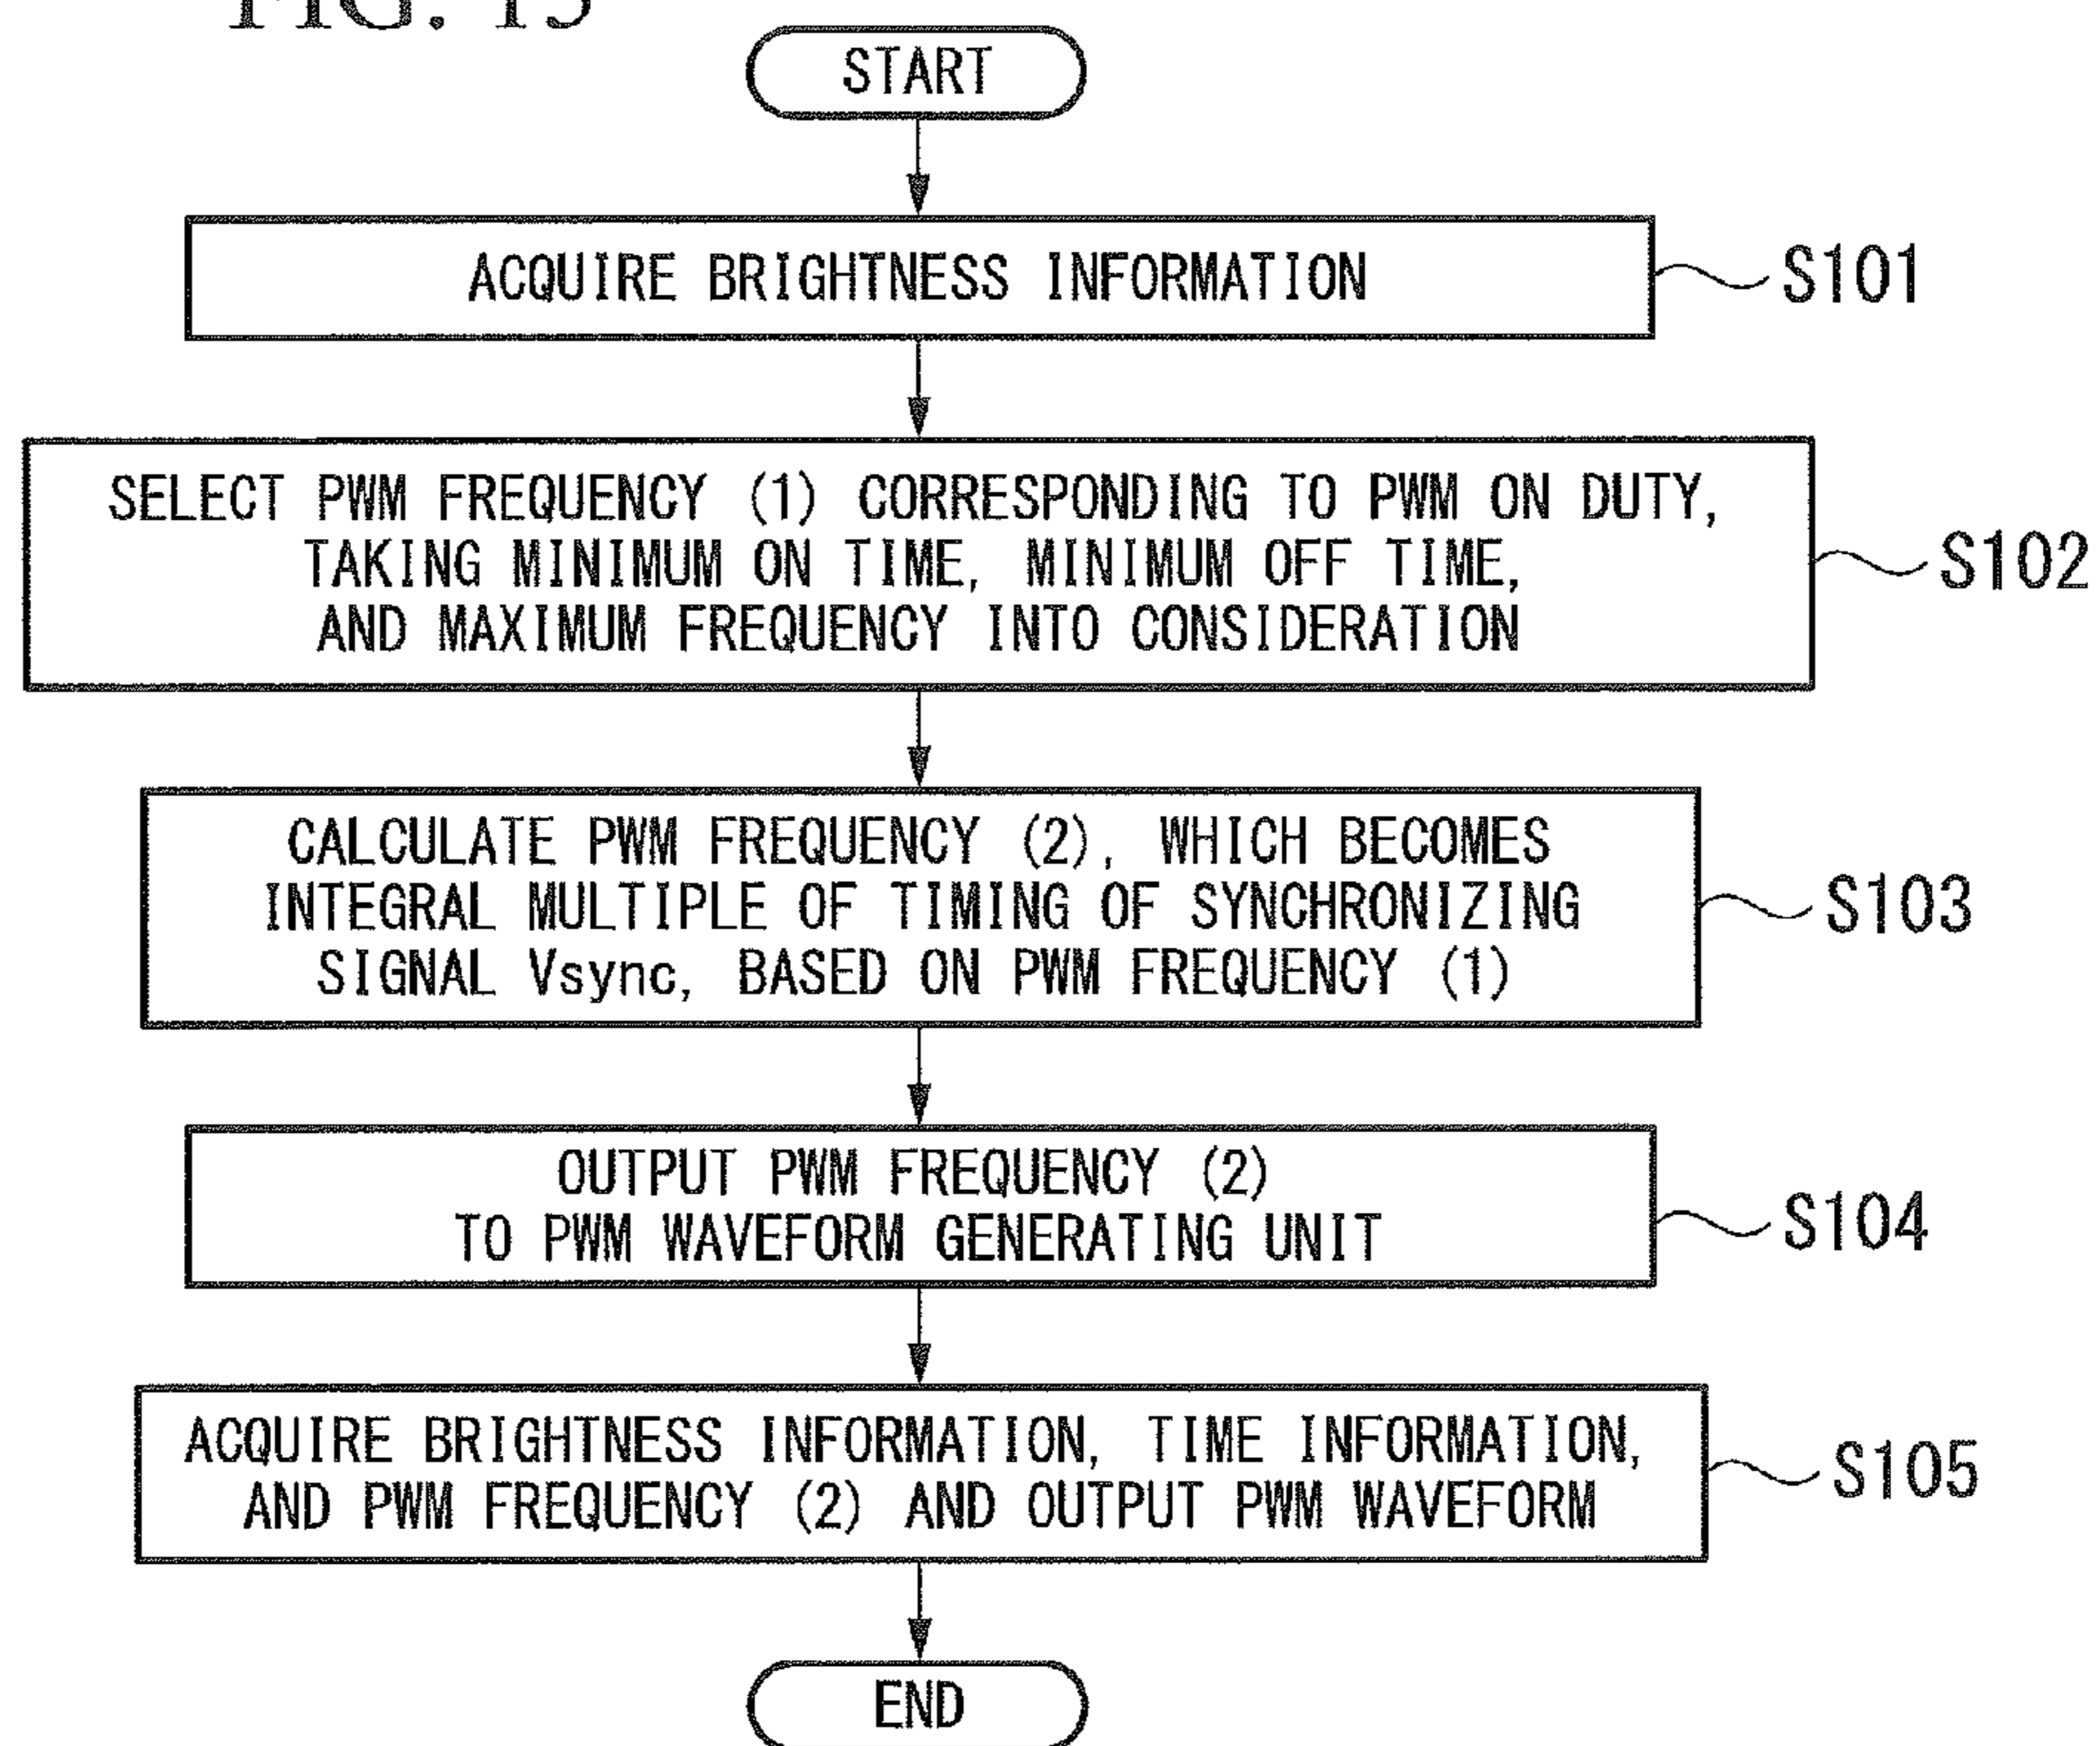 FIG. 15
START
ACQUIRE BRIGHTNESS INFORMATION
S101
SELECT PWM FREQUENCY (1) CORRESPONDING TO PWM ON DUTY,
TAKING MINIMUM ON TIME, MINIMUM OFF TIME,
AND MAXIMUM FREQUENCY INTO CONSIDERATION
S102
CALCULATE PWM FREQUENCY (2), WHICH BECOMES
INTEGRAL MULTIPLE OF TIMING OF SYNCHRONIZING
SIGNAL Vsync, BASED ON PWM FREQUENCY (1)
S103
OUTPUT PWM FREQUENCY (2)
TO PWM WAVEFORM GENERATING UNIT
S104
ACQUIRE BRIGHTNESS INFORMATION, TIME INFORMATION,
AND PWM FREQUENCY (2) AND OUTPUT PWM WAVEFORM
S105
END